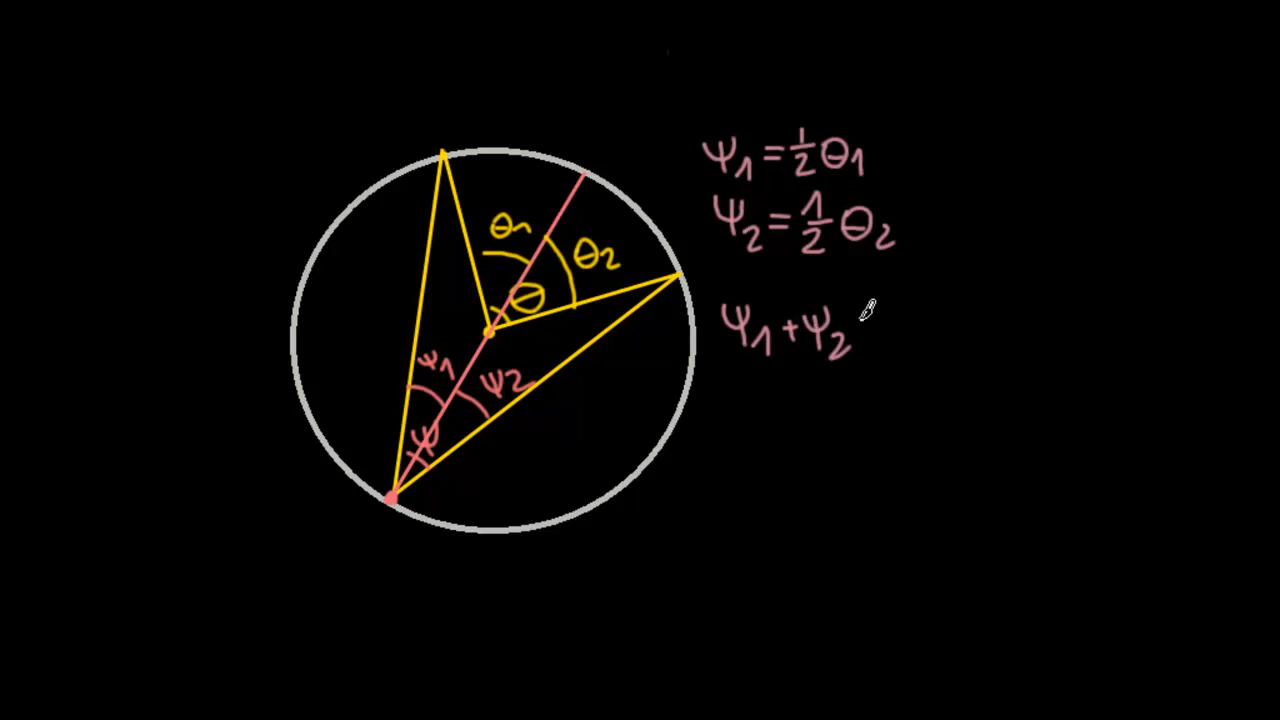 ψ₁ = ½ θ₁
ψ₂ = ½ θ₂
ψ₁ + ψ₂
θ₁
θ₂
θ
ψ₁
ψ₂
ψ